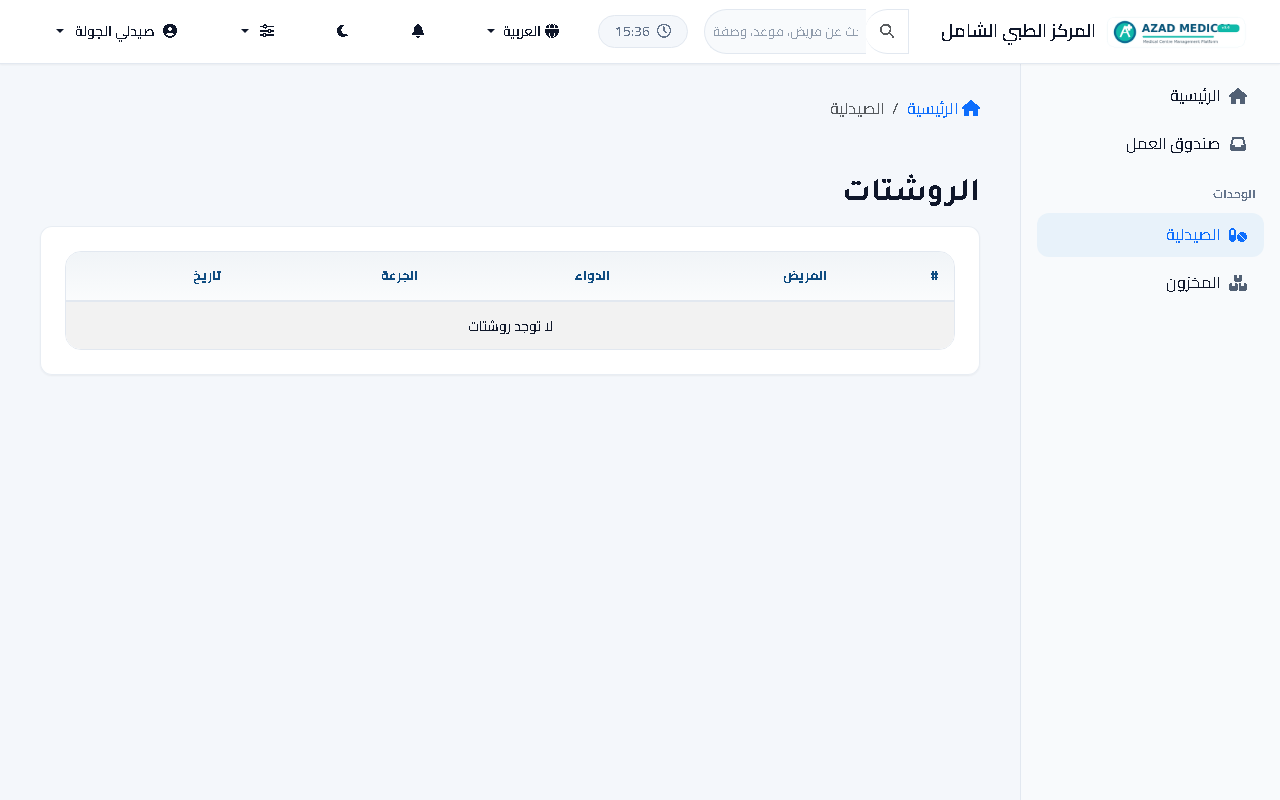 AZAD MEDIC
Medical Centre Management Platform
المركز الطبي الشامل
حث عن مريض، موعد، وصفة
15:36
العربية
صيدلي الجولة
الرئيسية
صندوق العمل
الوحدات
الصيدلية
المخزون
الرئيسية / الصيدلية
الروشتات
# المريض الدواء الجرعة تاريخ
لا توجد روشتات